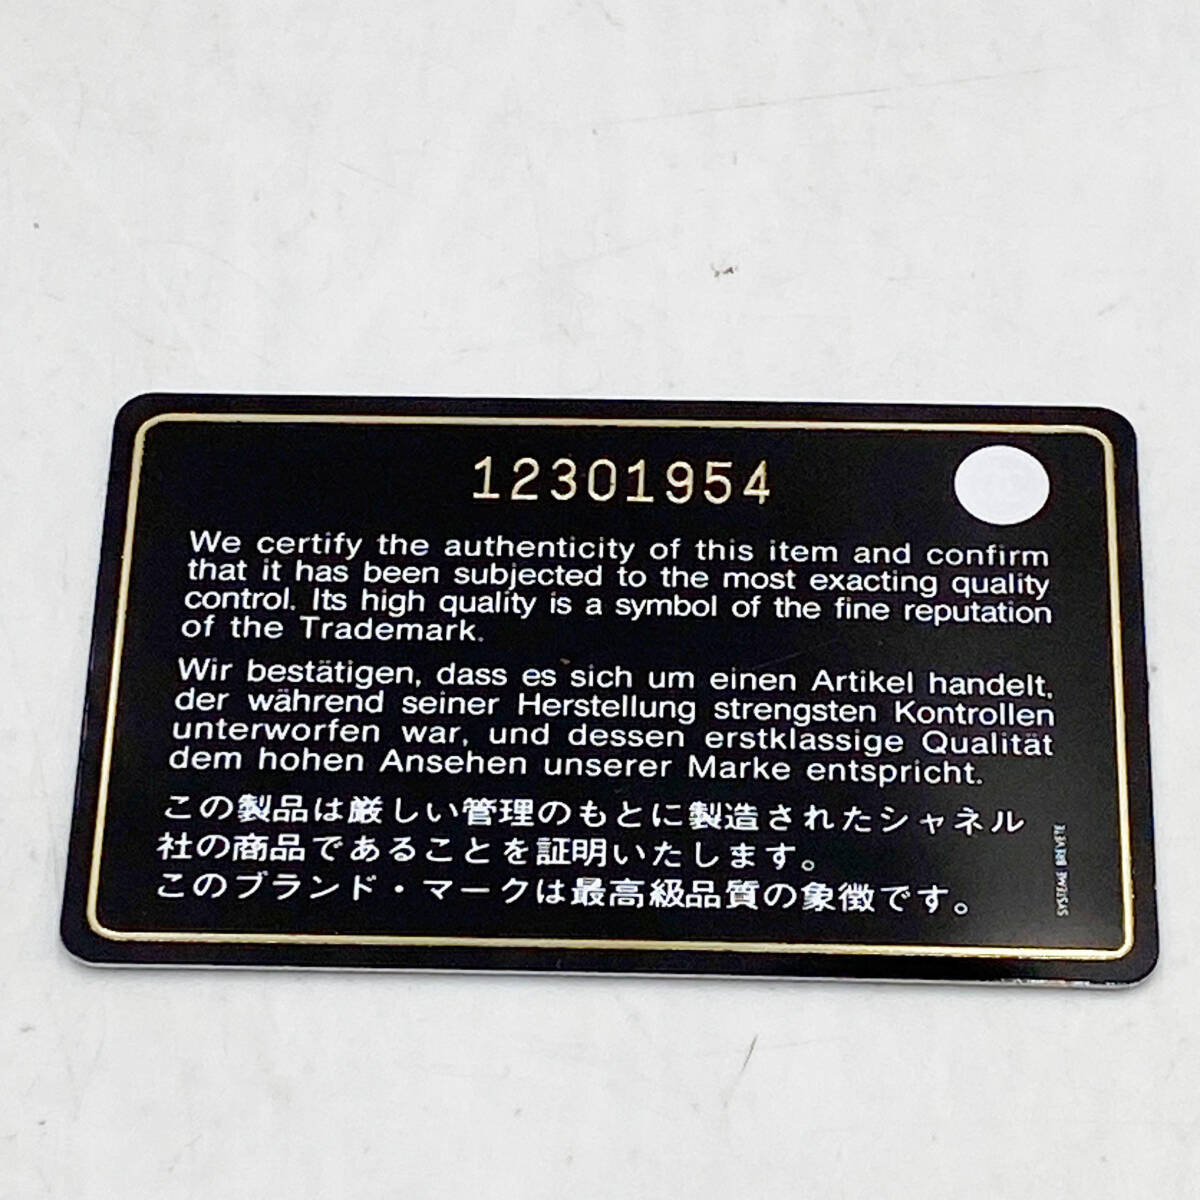 12301954
We certify the authenticity of this item and confirm
that it has been subjected to the most exacting quality
control. Its high quality is a symbol of the fine reputation
of the Trademark.
Wir bestätigen, dass es sich um einen Artikel handelt,
der während seiner Herstellung strengsten Kontrollen
unterworfen war, und dessen erstklassige Qualität
dem hohen Ansehen unserer Marke entspricht.
この製品は厳しい管理のもとに製造されたシャネル
社の商品であることを証明いたします。
このブランド・マークは最高級品質の象徴です。
SYSTEME BREVETE